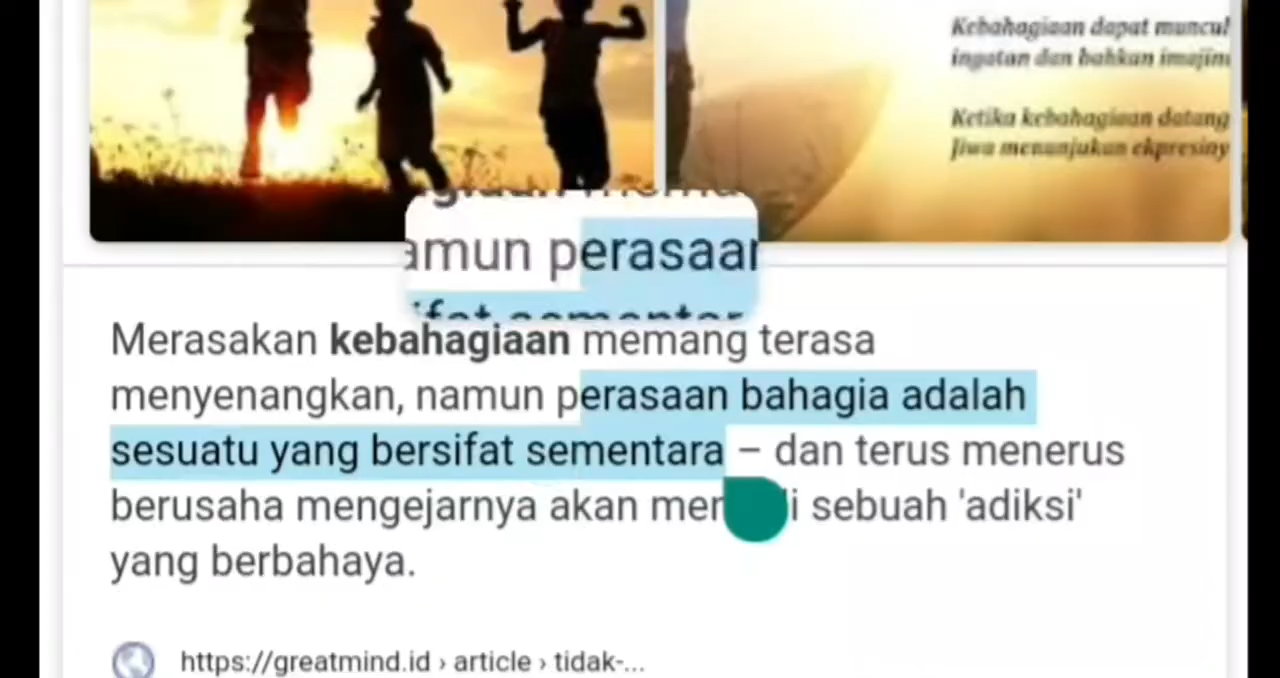 Kebahagiaan dapat muncul
ingatan dan bahkan imajin
Ketika kebahagiaan datang
Jiwa menunjukan ekpresiny
amun perasaan
Merasakan kebahagiaan memang terasa
menyenangkan, namun perasaan bahagia adalah
sesuatu yang bersifat sementara – dan terus menerus
berusaha mengejarnya akan men i sebuah 'adiksi'
yang berbahaya.
https://greatmind.id › article › tidak-...